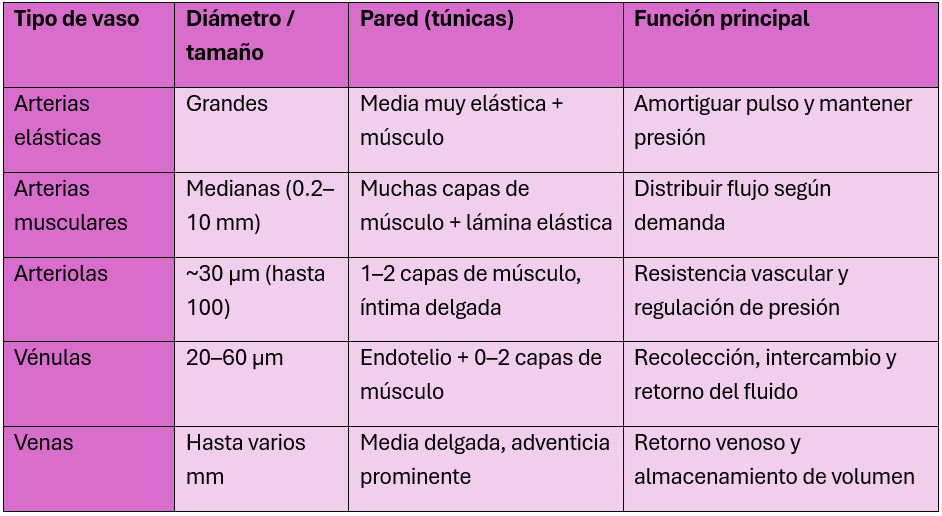 Tipo de vaso
Diámetro /
tamaño
Pared (túnicas)
Función principal
Arterias
elásticas
Grandes
Media muy elástica +
músculo
Amortiguar pulso y mantener
presión
Arterias
musculares
Medianas (0.2–
10 mm)
Muchas capas de
músculo + lámina elástica
Distribuir flujo según
demanda
Arteriolas
~30 µm (hasta
100)
1–2 capas de músculo,
íntima delgada
Resistencia vascular y
regulación de presión
Vénulas
20–60 µm
Endotelio + 0–2 capas de
músculo
Recolección, intercambio y
retorno del fluido
Venas
Hasta varios
mm
Media delgada, adventicia
prominente
Retorno venoso y
almacenamiento de volumen